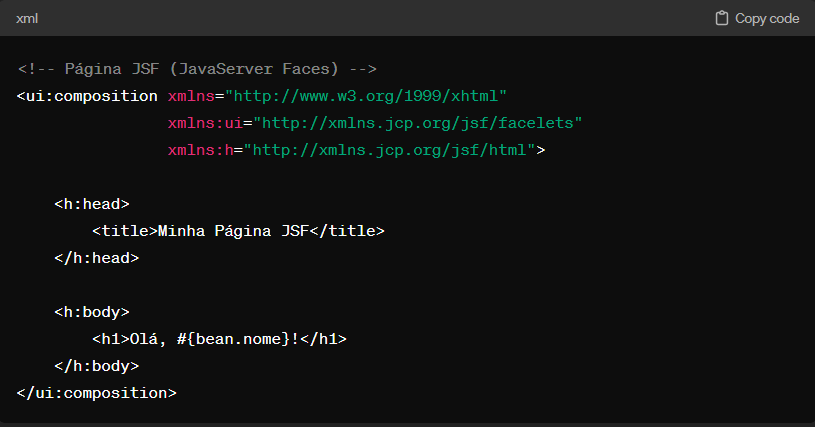 xml
Copy code
<!-- Página JSF (JavaServer Faces) -->
<ui:composition xmlns="http://www.w3.org/1999/xhtml"
                xmlns:ui="http://xmlns.jcp.org/jsf/facelets"
                xmlns:h="http://xmlns.jcp.org/jsf/html">
    <h:head>
        <title>Minha Página JSF</title>
    </h:head>
    <h:body>
        <h1>Olá, #{bean.nome}!</h1>
    </h:body>
</ui:composition>